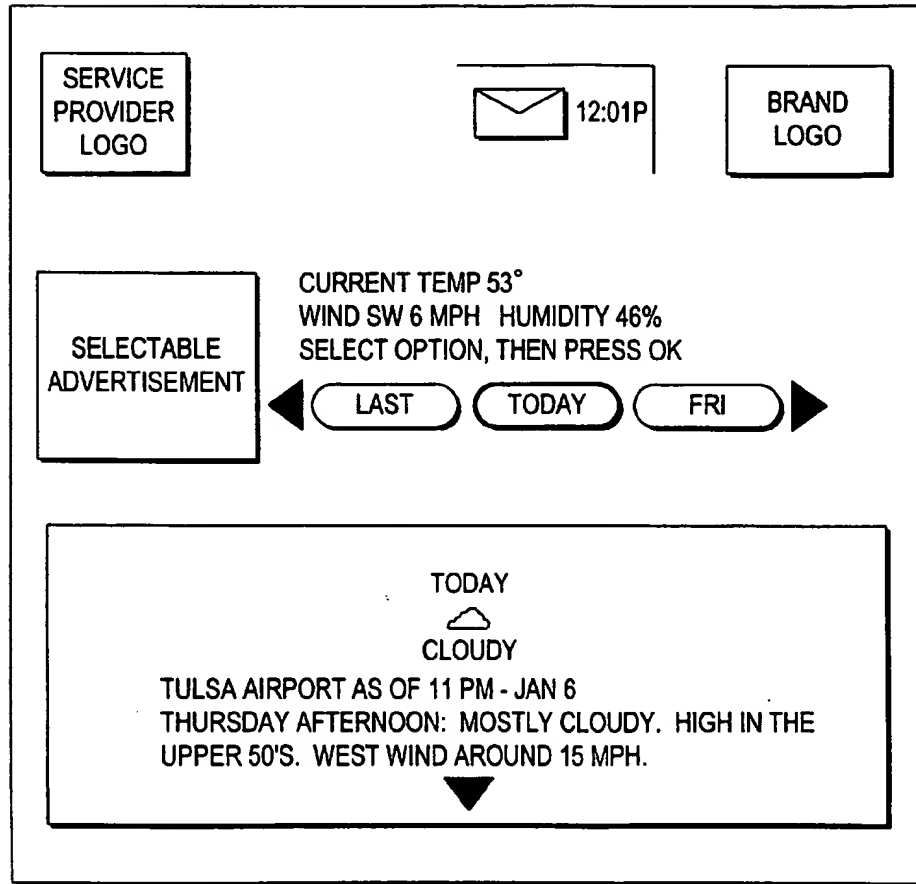 SERVICE
PROVIDER
LOGO
12:01P
BRAND
LOGO
SELECTABLE
ADVERTISEMENT
CURRENT TEMP 53°
WIND SW 6 MPH HUMIDITY 46%
SELECT OPTION, THEN PRESS OK
LAST
TODAY
FRI
TODAY
CLOUDY
TULSA AIRPORT AS OF 11 PM - JAN 6
THURSDAY AFTERNOON: MOSTLY CLOUDY. HIGH IN THE
UPPER 50'S. WEST WIND AROUND 15 MPH.